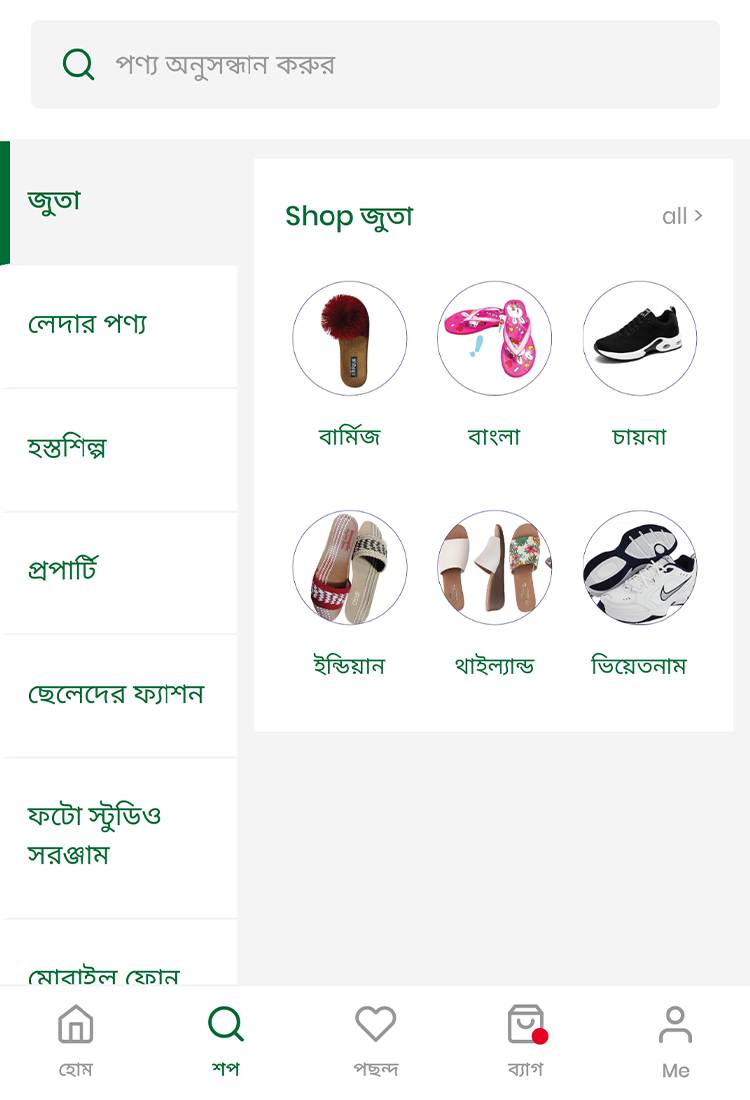 পণ্য অনুসন্ধান করুর
জুতা
লেদার পণ্য
হস্তশিল্প
প্রপার্টি
ছেলেদের ফ্যাশন
ফটো স্টুডিও
সরঞ্জাম
মোবাইল ফোন
Shop জুতা
all >
বার্মিজ
বাংলা
চায়না
ইন্ডিয়ান
থাইল্যান্ড
ভিয়েতনাম
হোম
শপ
পছন্দ
ব্যাগ
Me